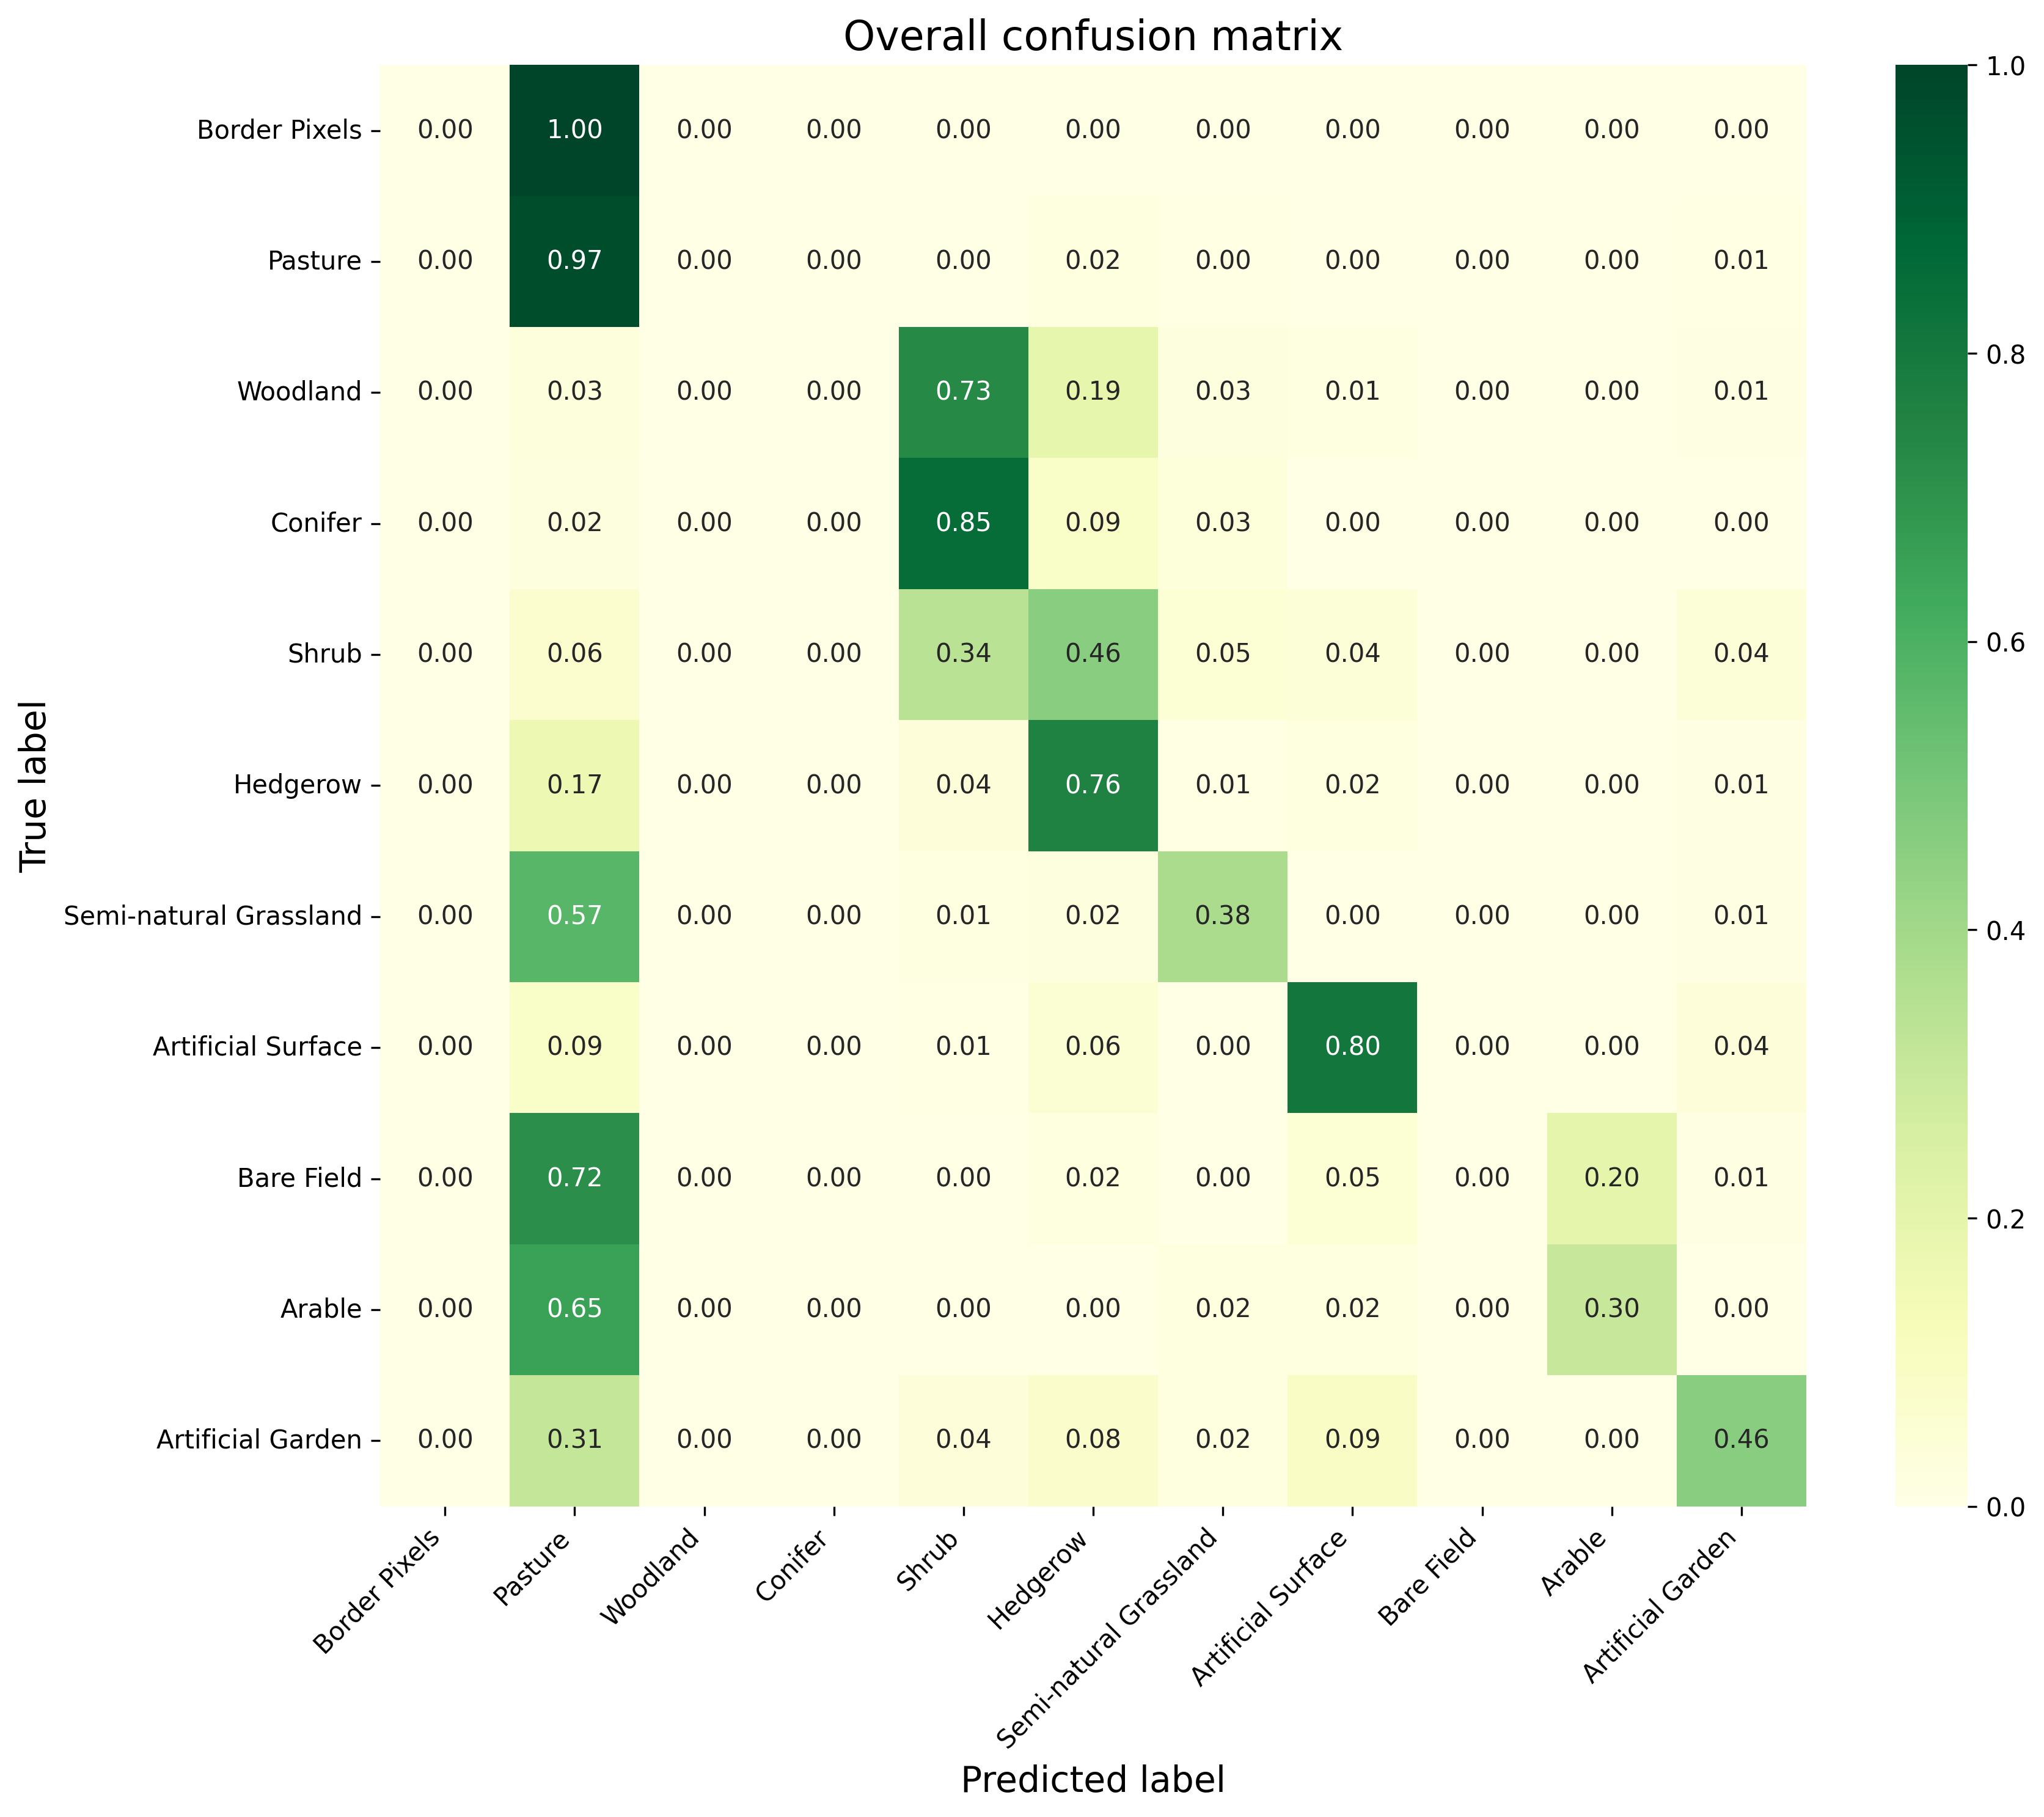 Overall confusion matrix
True label
Border Pixels 0.00 1.00 0.00 0.00 0.00 0.00 0.00 0.00 0.00 0.00 0.00
Pasture 0.00 0.97 0.00 0.00 0.00 0.02 0.00 0.00 0.00 0.00 0.01
Woodland 0.00 0.03 0.00 0.00 0.73 0.19 0.03 0.01 0.00 0.00 0.01
Conifer 0.00 0.02 0.00 0.00 0.85 0.09 0.03 0.00 0.00 0.00 0.00
Shrub 0.00 0.06 0.00 0.00 0.34 0.46 0.05 0.04 0.00 0.00 0.04
Hedgerow 0.00 0.17 0.00 0.00 0.04 0.76 0.01 0.02 0.00 0.00 0.01
Semi-natural Grassland 0.00 0.57 0.00 0.00 0.01 0.02 0.38 0.00 0.00 0.00 0.01
Artificial Surface 0.00 0.09 0.00 0.00 0.01 0.06 0.00 0.80 0.00 0.00 0.04
Bare Field 0.00 0.72 0.00 0.00 0.00 0.02 0.00 0.05 0.00 0.20 0.01
Arable 0.00 0.65 0.00 0.00 0.00 0.00 0.02 0.02 0.00 0.30 0.00
Artificial Garden 0.00 0.31 0.00 0.00 0.04 0.08 0.02 0.09 0.00 0.00 0.46
Border Pixels
Pasture
Woodland
Conifer
Shrub
Hedgerow
Semi-natural Grassland
Artificial Surface
Bare Field
Arable
Artificial Garden
Predicted label
1.0
0.8
0.6
0.4
0.2
0.0